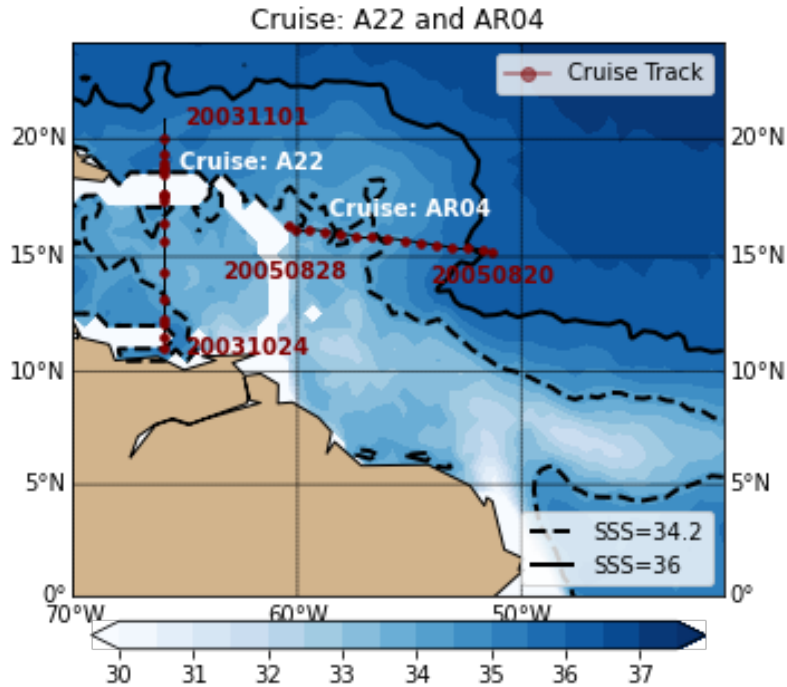 Cruise: A22 and AR04
Cruise Track
20°N
20031101
20°N
Cruise: A22
Cruise: AR04
15°N
20050828
20050820
15°N
20031024
10°N
10°N
5°N
5°N
SSS=34.2
SSS=36
0°
0°
70°W
60°W
50°W
30
31
32
33
34
35
36
37